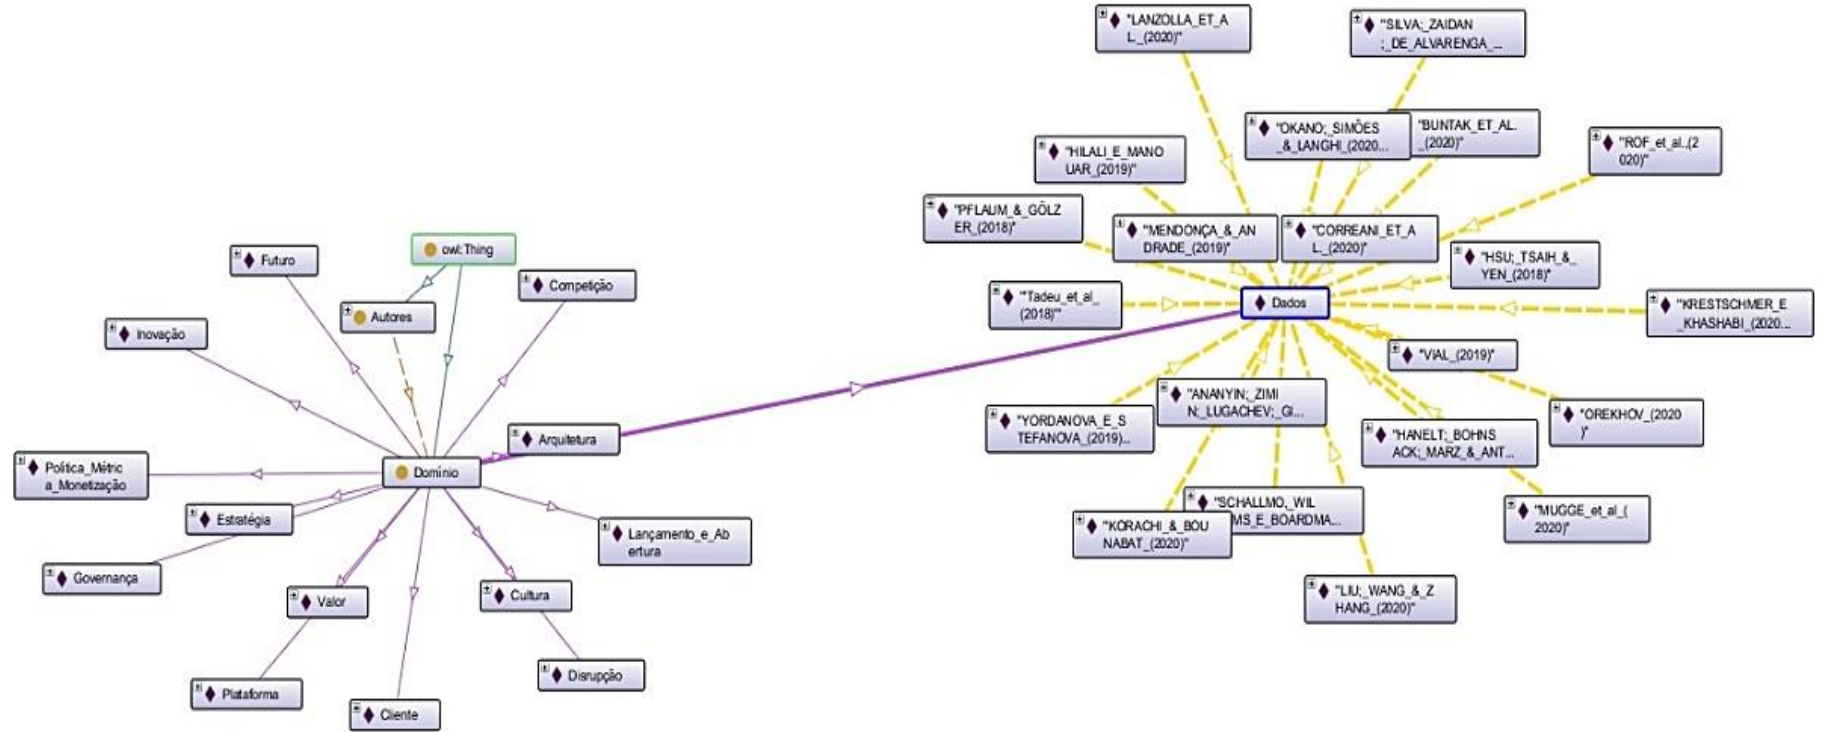 "LANZOLLA_ET_A
L._(2020)"
"SILVA;_ZAIDAN
;_DE_ALVARENGA_...
"OKANO;_SIMÕES
_&_LANGHI_(2020...
"BUNTAK_ET_AL.
_(2020)"
"ROF_et_al.,(2
020)"
"HILALI_E_MANO
UAR_(2019)"
"PFLAUM_&_GÖLZ
ER_(2018)"
"MENDONÇA_&_AN
DRADE_(2019)"
"CORREANI_ET_A
L._(2020)"
"HSU;_TSAIH_&_
YEN_(2018)"
"'Tadeu_et_al_
(2018)'"
Dados
"KRESTSCHMER_E
_KHASHABI_(2020...
"VIAL_(2019)"
"ANANYIN;_ZIMI
N;_LUGACHEV;_GI...
"YORDANOVA_E_S
TEFANOVA_(2019)...
"OREKHOV_(2020
)"
"HANELT;_BOHNS
ACK;_MARZ_&_ANT...
"SCHALLMO,_WIL
MS_E_BOARDMA...
"MUGGE_et_al_(
2020)"
"KORACHI_&_BOU
NABAT_(2020)"
"LIU;_WANG_&_Z
HANG_(2020)"
owl:Thing
Futuro
Competição
Autores
Inovação
Arquitetura
Domínio
Politica_Métric
a_Monetização
Estratégia
Lançamento_e_Ab
ertura
Governança
Valor
Cultura
Disrupção
Plataforma
Cliente